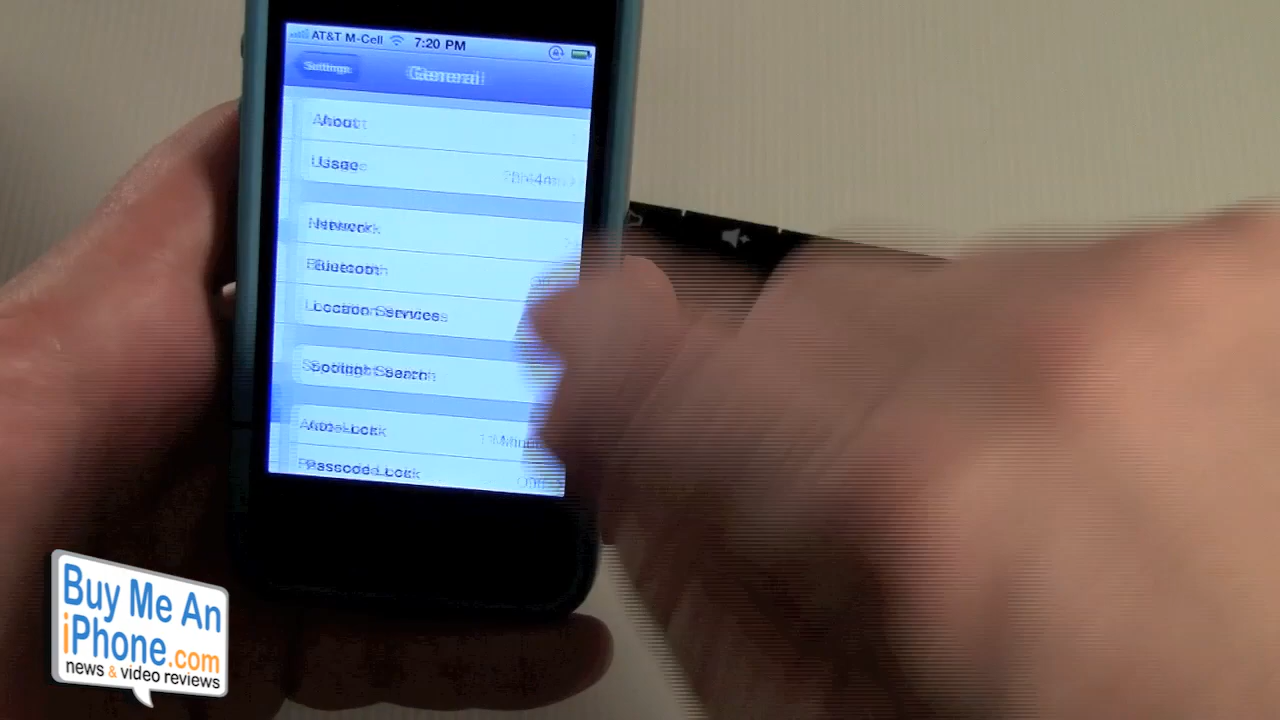 AT&T M-Cell 7:20 PM
Settings General
About
Usage
Network
Bluetooth
Location Services
Spotlight Search
Auto-Lock
Passcode Lock
Buy Me An
iPhone.com
news & video reviews